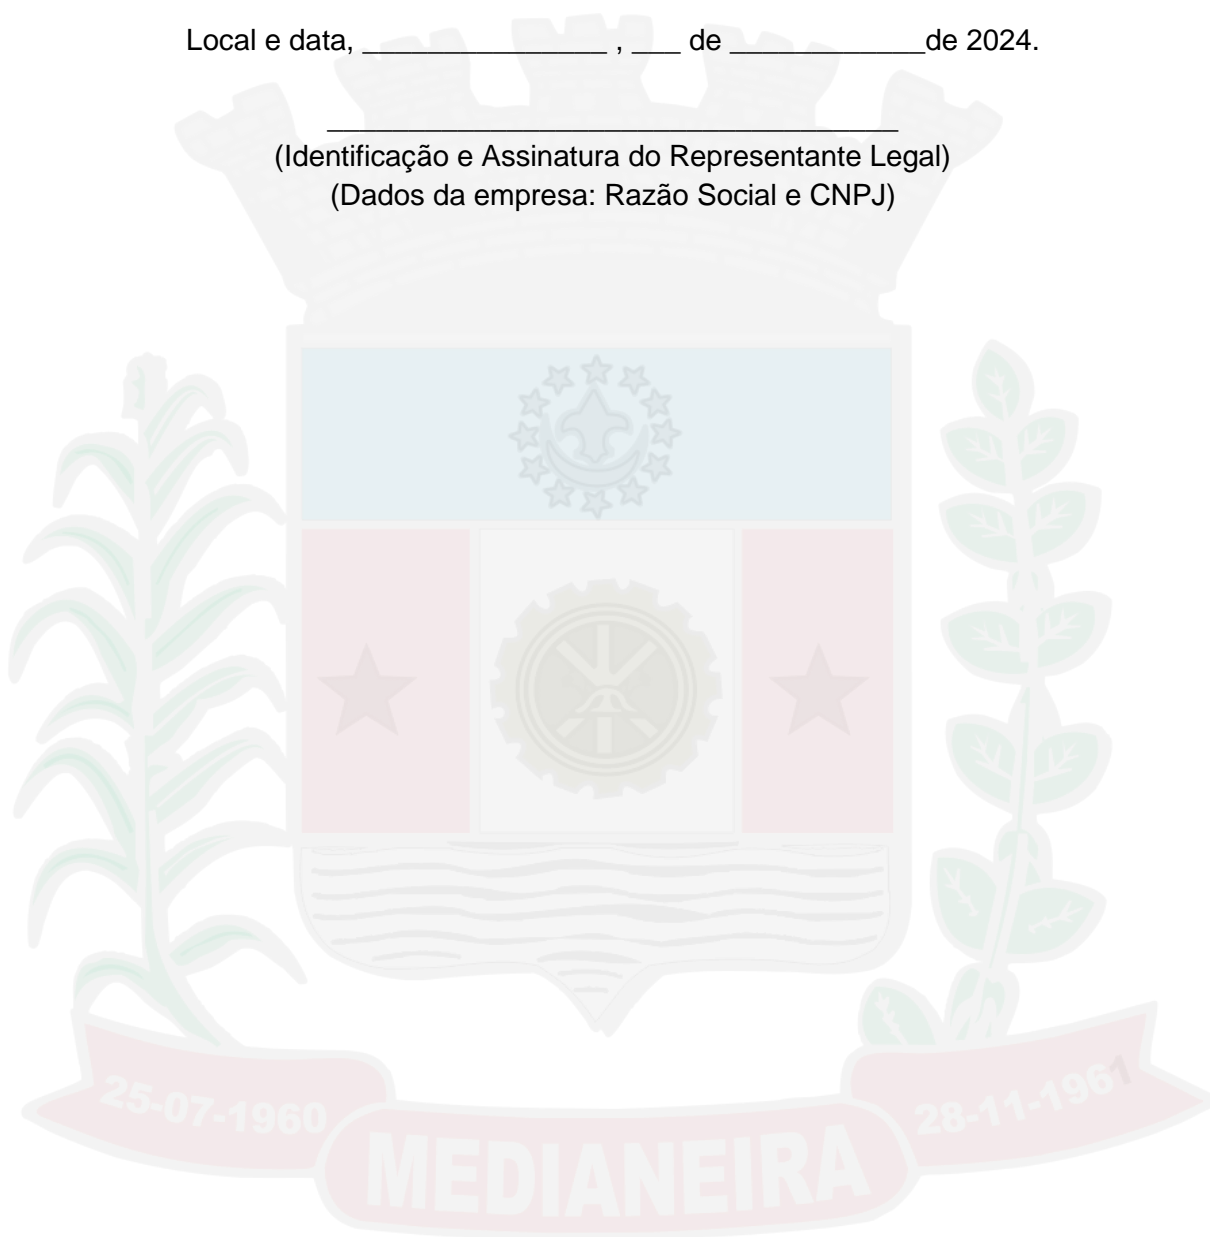 Local e data, _______________ , ___ de ____________de 2024.
___________________________________
(Identificação e Assinatura do Representante Legal)
(Dados da empresa: Razão Social e CNPJ)
25-07-1960
28-11-1961
MEDIANEIRA